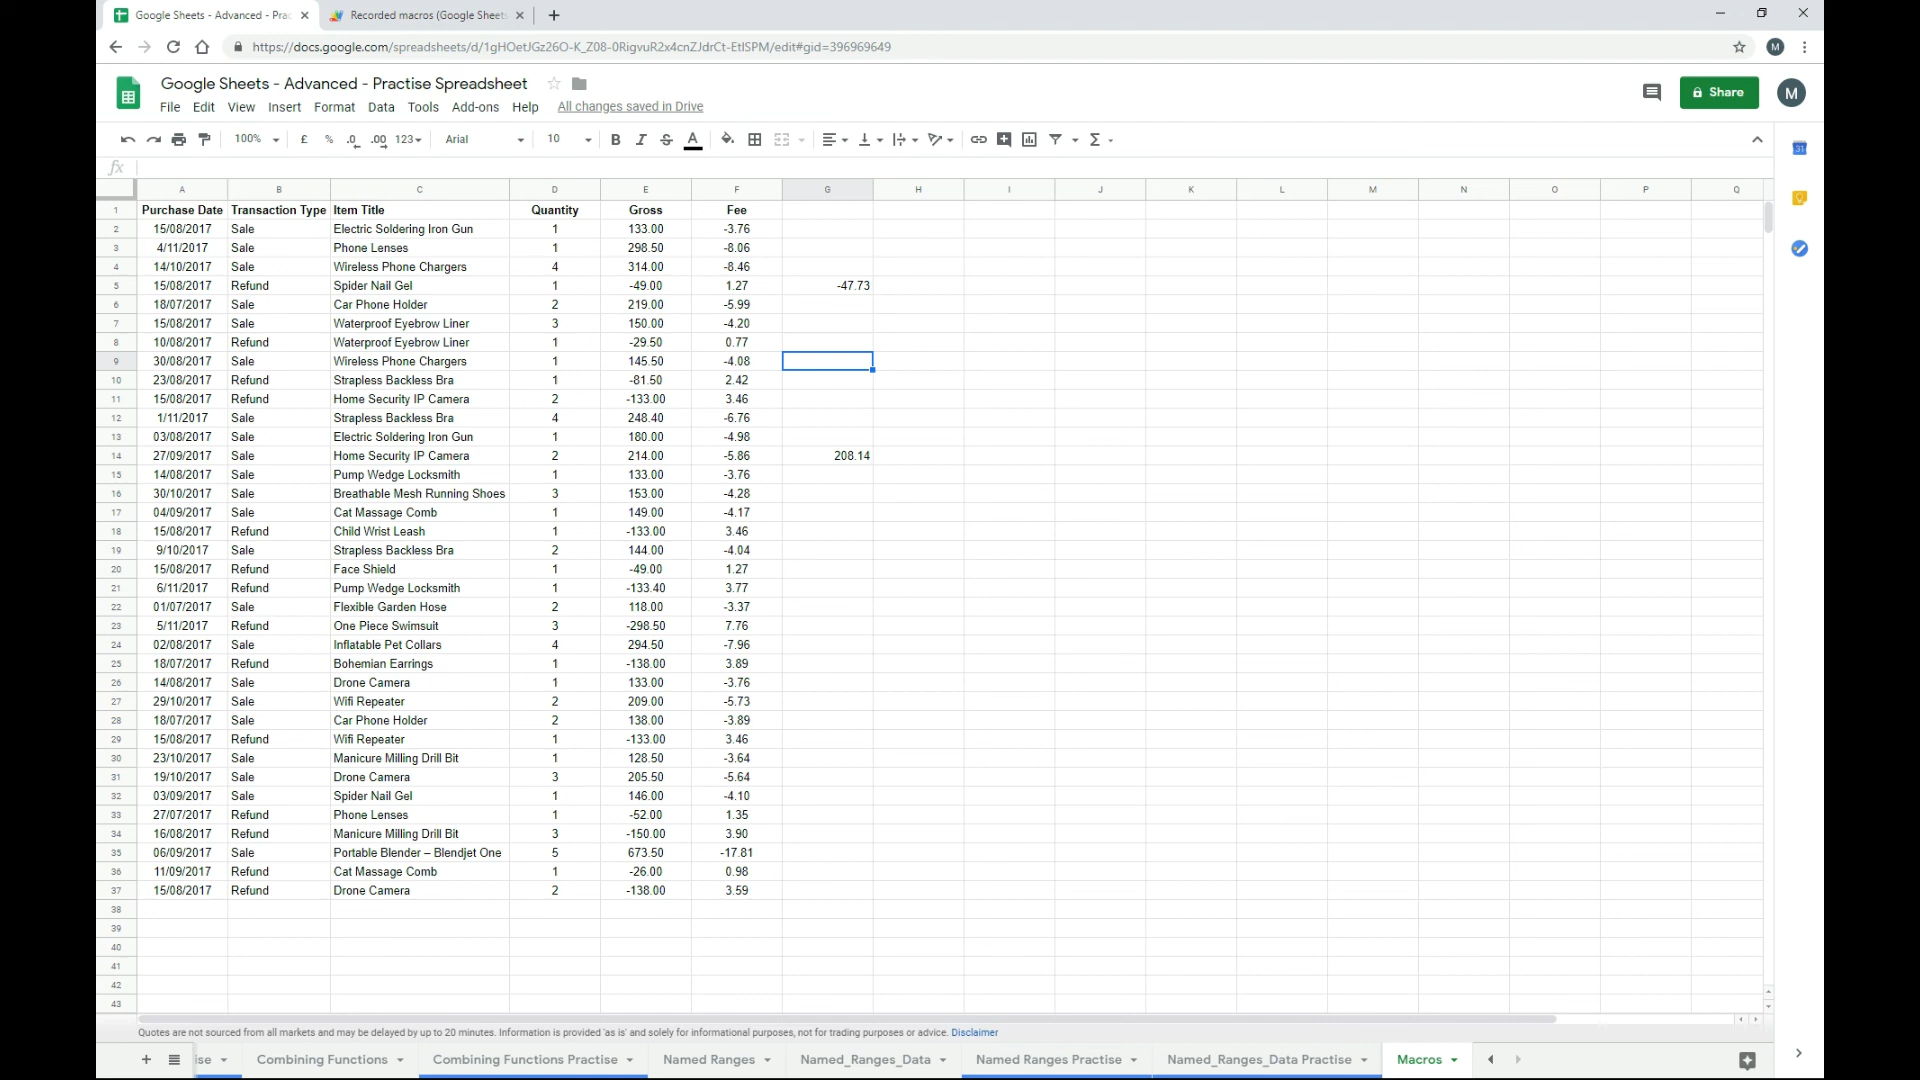 Google Sheets - Advanced - Prac
Recorded macros (Google Sheets
https://docs.google.com/spreadsheets/d/1gHOetJGz26O-K_Z08-0RigvuR2x4cnZJdrCt-EtlSPM/edit#gid=396969649
M
Google Sheets - Advanced - Practise Spreadsheet
File Edit View Insert Format Data Tools Add-ons Help All changes saved in Drive
Share
M
100% £ % .0 .00 123 Arial 10 B I S A Σ
31
fx
A B C D E F G H I J K L M N O P Q
1 Purchase Date Transaction Type Item Title Quantity Gross Fee
2 15/08/2017 Sale Electric Soldering Iron Gun 1 133.00 -3.76
3 4/11/2017 Sale Phone Lenses 1 298.50 -8.06
4 14/10/2017 Sale Wireless Phone Chargers 4 314.00 -8.46
5 15/08/2017 Refund Spider Nail Gel 1 -49.00 1.27 -47.73
6 18/07/2017 Sale Car Phone Holder 2 219.00 -5.99
7 15/08/2017 Sale Waterproof Eyebrow Liner 3 150.00 -4.20
8 10/08/2017 Refund Waterproof Eyebrow Liner 1 -29.50 0.77
9 30/08/2017 Sale Wireless Phone Chargers 1 145.50 -4.08
10 23/08/2017 Refund Strapless Backless Bra 1 -81.50 2.42
11 15/08/2017 Refund Home Security IP Camera 2 -133.00 3.46
12 1/11/2017 Sale Strapless Backless Bra 4 248.40 -6.76
13 03/08/2017 Sale Electric Soldering Iron Gun 1 180.00 -4.98
14 27/09/2017 Sale Home Security IP Camera 2 214.00 -5.86 208.14
15 14/08/2017 Sale Pump Wedge Locksmith 1 133.00 -3.76
16 30/10/2017 Sale Breathable Mesh Running Shoes 3 153.00 -4.28
17 04/09/2017 Sale Cat Massage Comb 1 149.00 -4.17
18 15/08/2017 Refund Child Wrist Leash 1 -133.00 3.46
19 9/10/2017 Sale Strapless Backless Bra 2 144.00 -4.04
20 15/08/2017 Refund Face Shield 1 -49.00 1.27
21 6/11/2017 Refund Pump Wedge Locksmith 1 -133.40 3.77
22 01/07/2017 Sale Flexible Garden Hose 2 118.00 -3.37
23 5/11/2017 Refund One Piece Swimsuit 3 -298.50 7.76
24 02/08/2017 Sale Inflatable Pet Collars 4 294.50 -7.96
25 18/07/2017 Refund Bohemian Earrings 1 -138.00 3.89
26 14/08/2017 Sale Drone Camera 1 133.00 -3.76
27 29/10/2017 Sale Wifi Repeater 2 209.00 -5.73
28 18/07/2017 Sale Car Phone Holder 2 138.00 -3.89
29 15/08/2017 Refund Wifi Repeater 1 -133.00 3.46
30 23/10/2017 Sale Manicure Milling Drill Bit 1 128.50 -3.64
31 19/10/2017 Sale Drone Camera 3 205.50 -5.64
32 03/09/2017 Sale Spider Nail Gel 1 146.00 -4.10
33 27/07/2017 Refund Phone Lenses 1 -52.00 1.35
34 16/08/2017 Refund Manicure Milling Drill Bit 3 -150.00 3.90
35 06/09/2017 Sale Portable Blender – Blendjet One 5 673.50 -17.81
36 11/09/2017 Refund Cat Massage Comb 1 -26.00 0.98
37 15/08/2017 Refund Drone Camera 2 -138.00 3.59
38
39
40
41
42
43
Quotes are not sourced from all markets and may be delayed by up to 20 minutes. Information is provided 'as is' and solely for informational purposes, not for trading purposes or advice. Disclaimer
ise Combining Functions Combining Functions Practise Named Ranges Named_Ranges_Data Named Ranges Practise Named_Ranges_Data Practise Macros